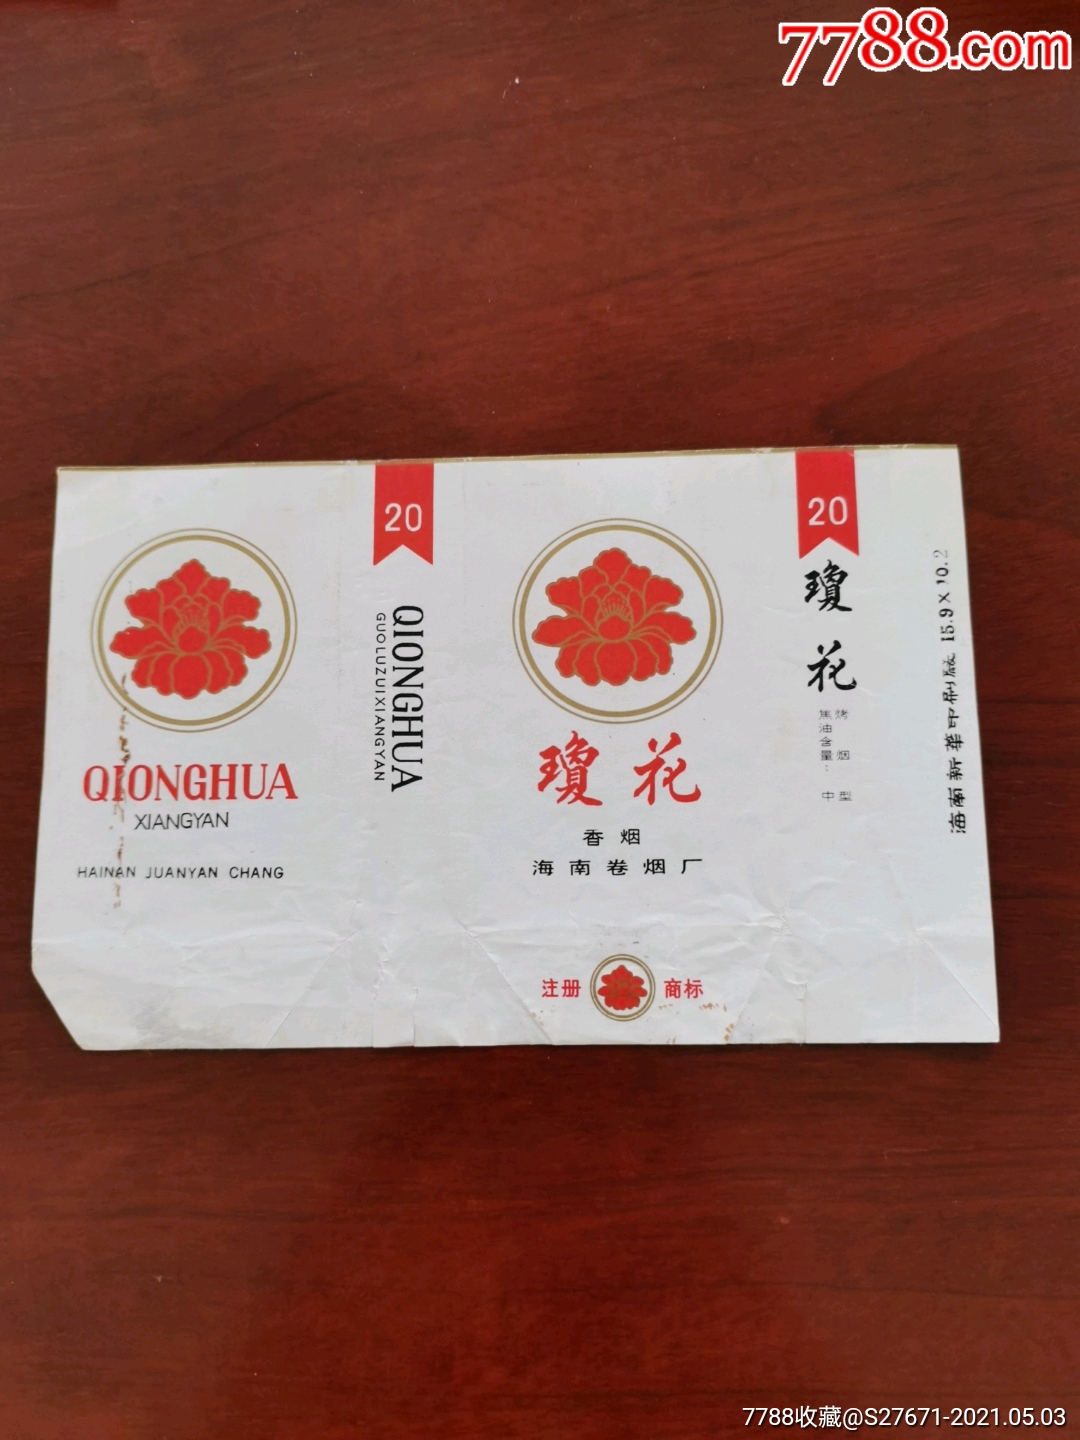 7788.com
20
QIONGHUA
GUOLUZUIXIANGYAN
20
瓊花
烤烟型
焦油含量：中
海南新华印刷厂 15.9×10.2
QIONGHUA
XIANGYAN
HAINAN JUANYAN CHANG
瓊花
香烟
海南卷烟厂
注册 商标
7788收藏@S27671-2021.05.03